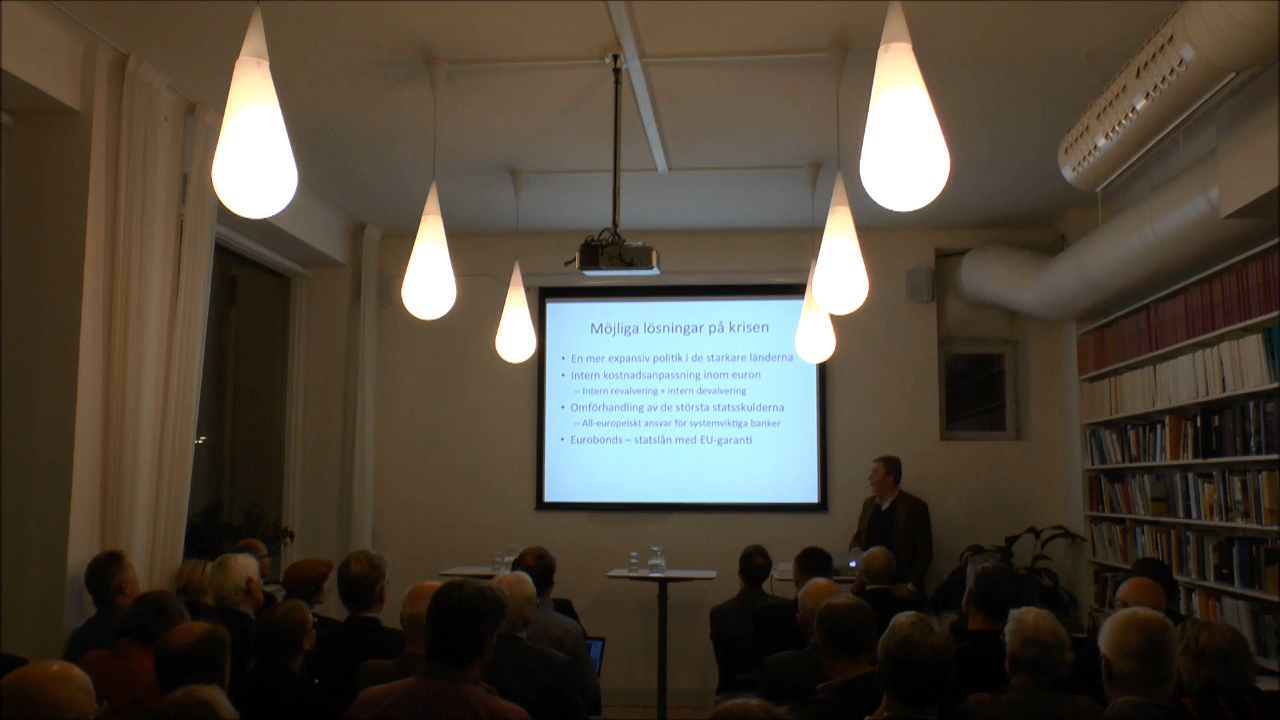 Möjliga lösningar på krisen
• En mer expansiv politik i de starkare länderna
• Intern kostnadsanpassning inom euron
– Intern revalvering + intern devalvering
• Omförhandling av de största statsskulderna
– All-europeiskt ansvar för systemviktiga banker
• Eurobonds – statslån med EU-garanti